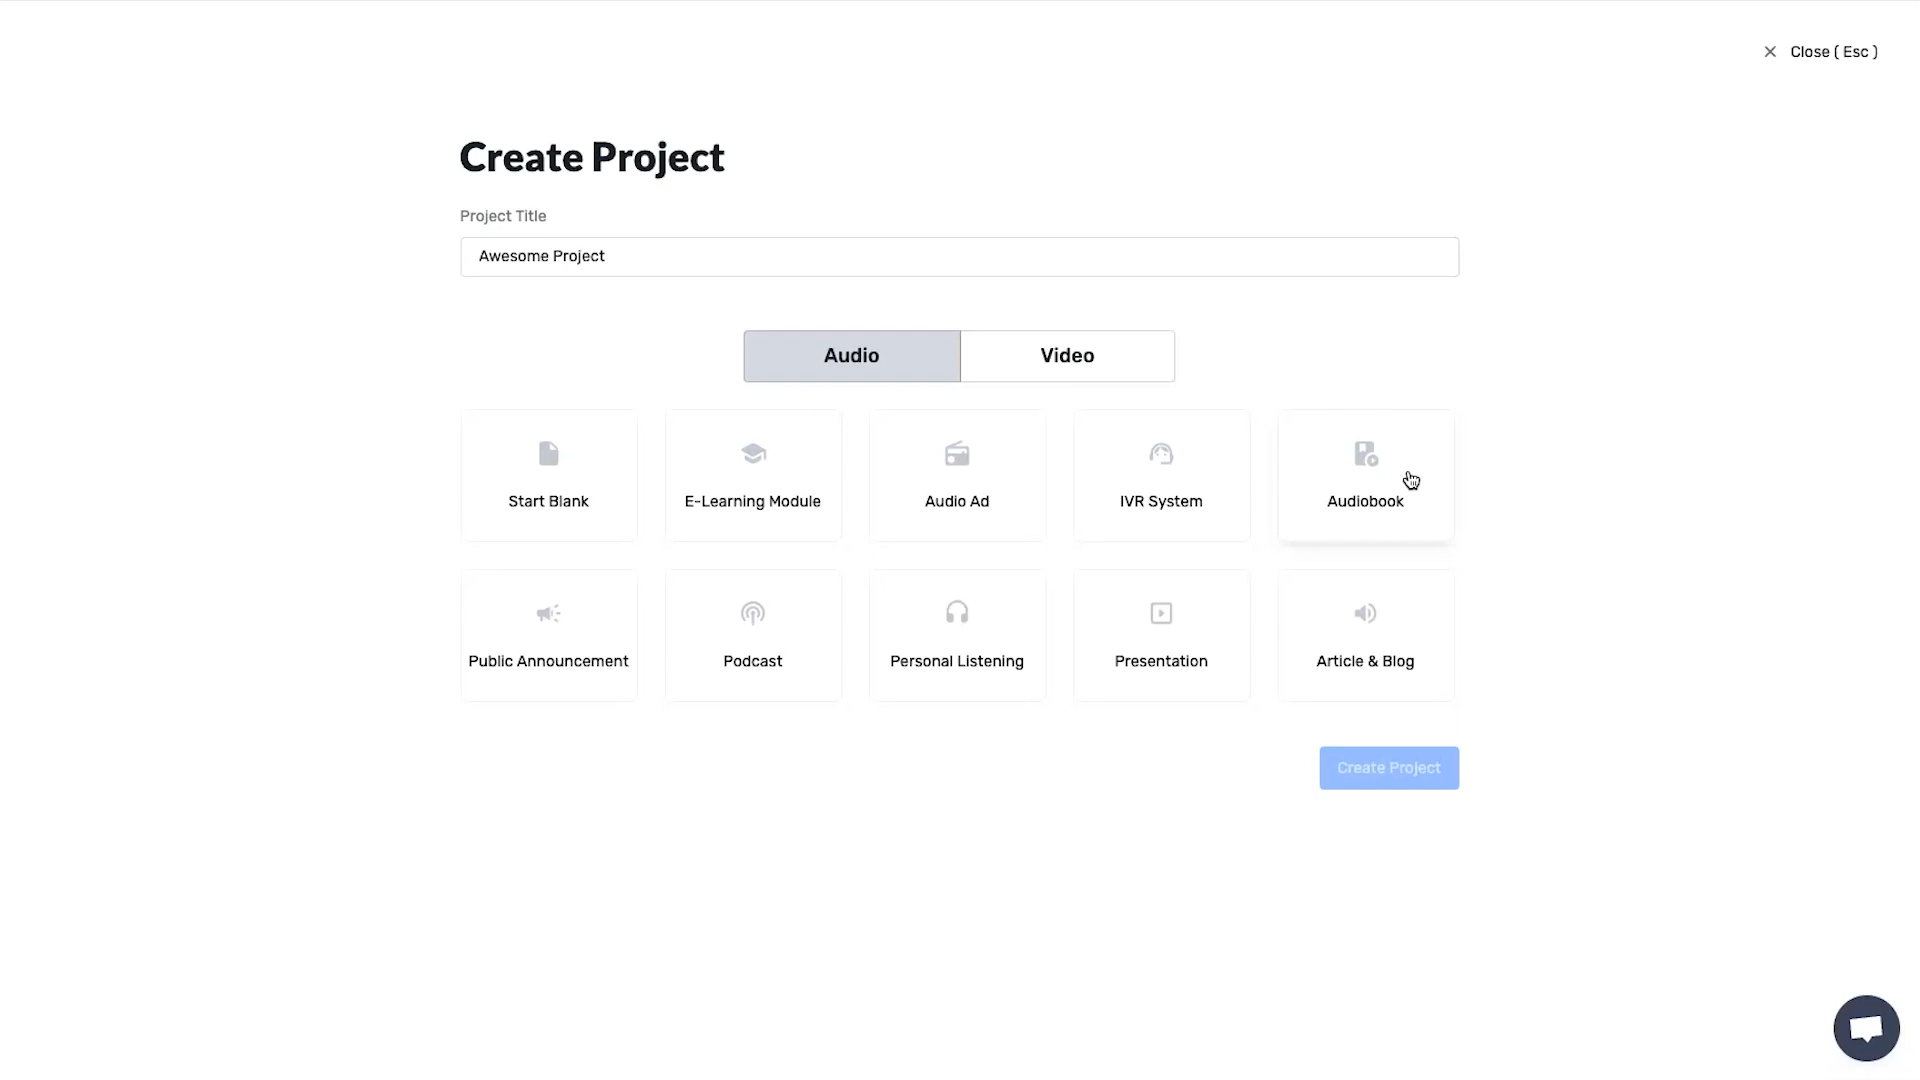 Close ( Esc )
Create Project
Project Title
Awesome Project
Audio Video
Start Blank
E-Learning Module
Audio Ad
IVR System
Audiobook
Public Announcement
Podcast
Personal Listening
Presentation
Article & Blog
Create Project